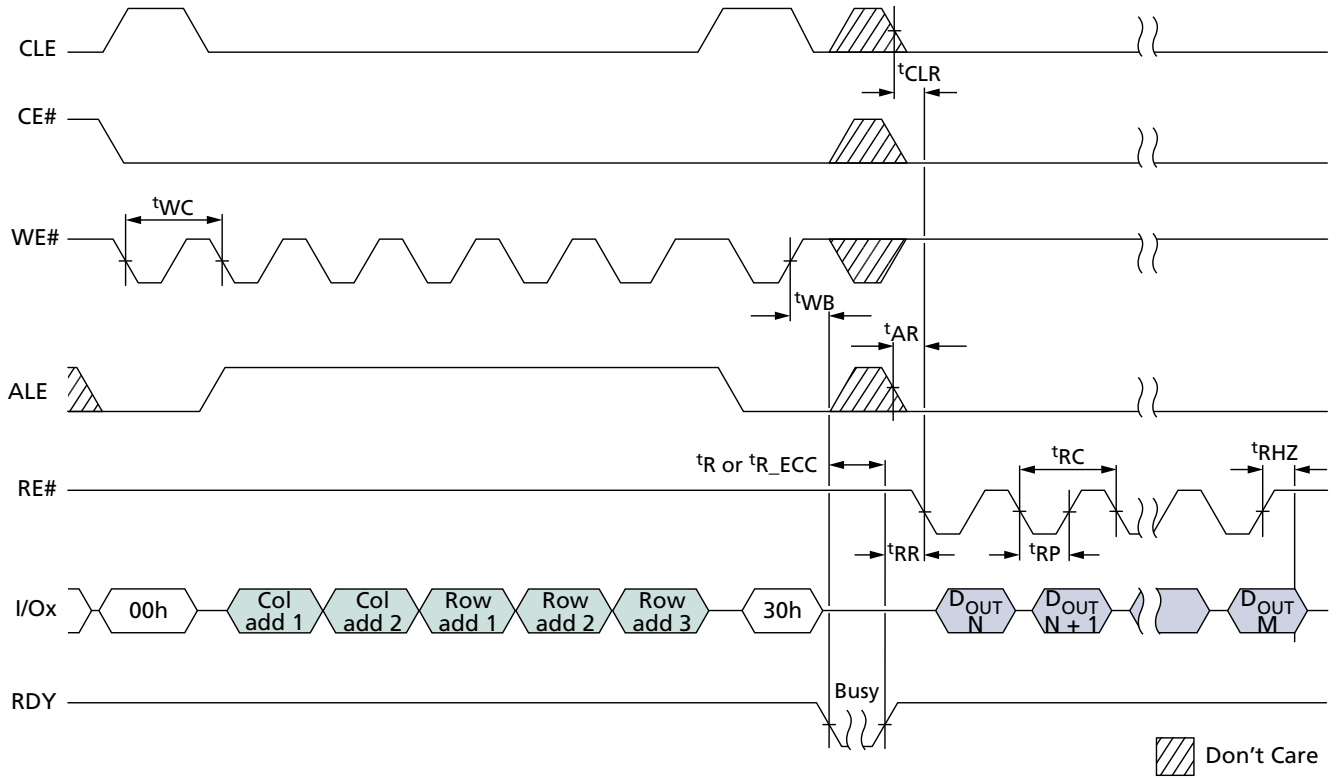 CLE
tCLR
CE#
tWC
WE#
tWB
tAR
ALE
tR or tR_ECC
tRC
tRHZ
RE#
tRR
tRP
I/Ox
00h
Col
add 1
Col
add 2
Row
add 1
Row
add 2
Row
add 3
30h
DOUT
N
DOUT
N + 1
DOUT
M
RDY
Busy
Don't Care